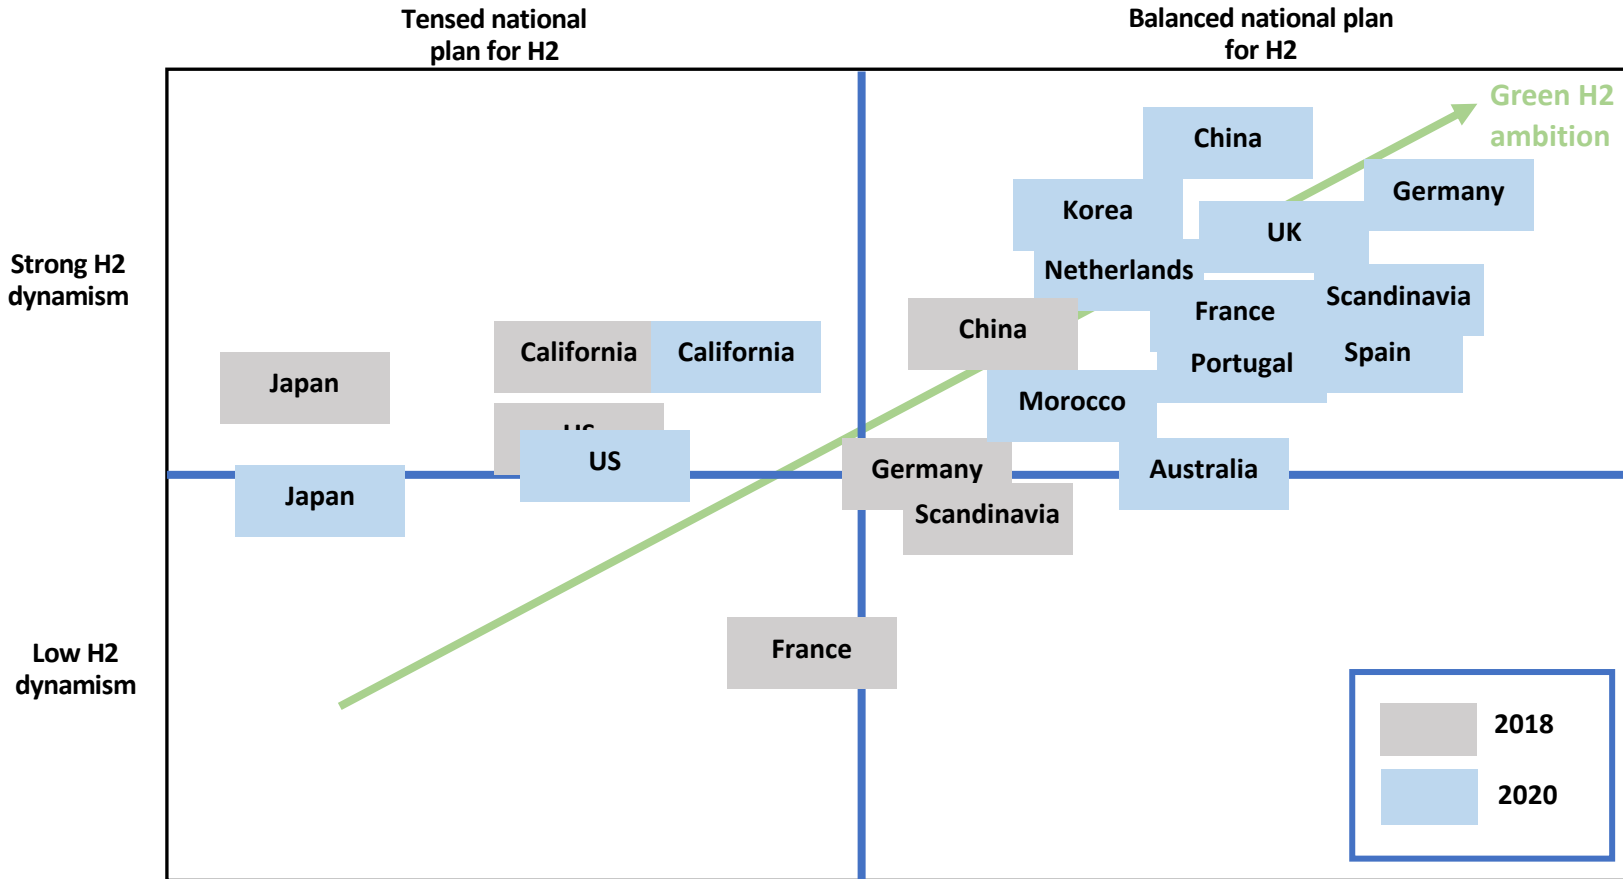 Tensed national
plan for H2
Balanced national plan
for H2
Green H2
ambition
China
Germany
Korea
UK
Netherlands
Scandinavia
France
Strong H2
dynamism
China
California
California
Spain
Portugal
Japan
Morocco
US
Germany
Australia
Japan
Scandinavia
France
Low H2
dynamism
2018
2020